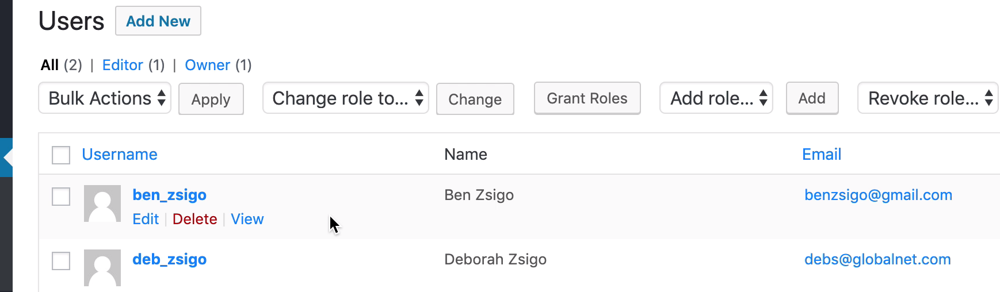 Users Add New
All (2) | Editor (1) | Owner (1)
Bulk Actions Apply Change role to... Change Grant Roles Add role... Add Revoke role...
Username Name Email
ben_zsigo Ben Zsigo benzsigo@gmail.com
Edit | Delete | View
deb_zsigo Deborah Zsigo debs@globalnet.com